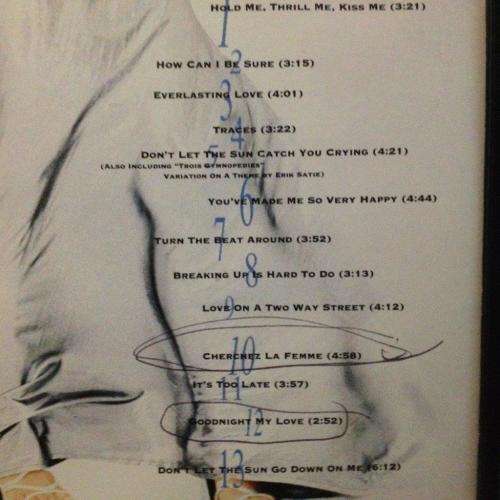 Hold Me, Thrill Me, Kiss Me (3:21)
1
How Can I Be Sure (3:15)
2
Everlasting Love (4:01)
3
Traces (3:22)
4
Don't Let The Sun Catch You Crying (4:21)
5
(Also Including "Trois Gymnopedies"
Variation On A Theme by Erik Satie)
You've Made Me So Very Happy (4:44)
6
Turn The Beat Around (3:52)
7
Breaking Up Is Hard To Do (3:13)
8
Love On A Two Way Street (4:12)
9
Cherchez La Femme (4:58)
10
It's Too Late (3:57)
11
Goodnight My Love (2:52)
12
Don't Let The Sun Go Down On Me (6:12)
13